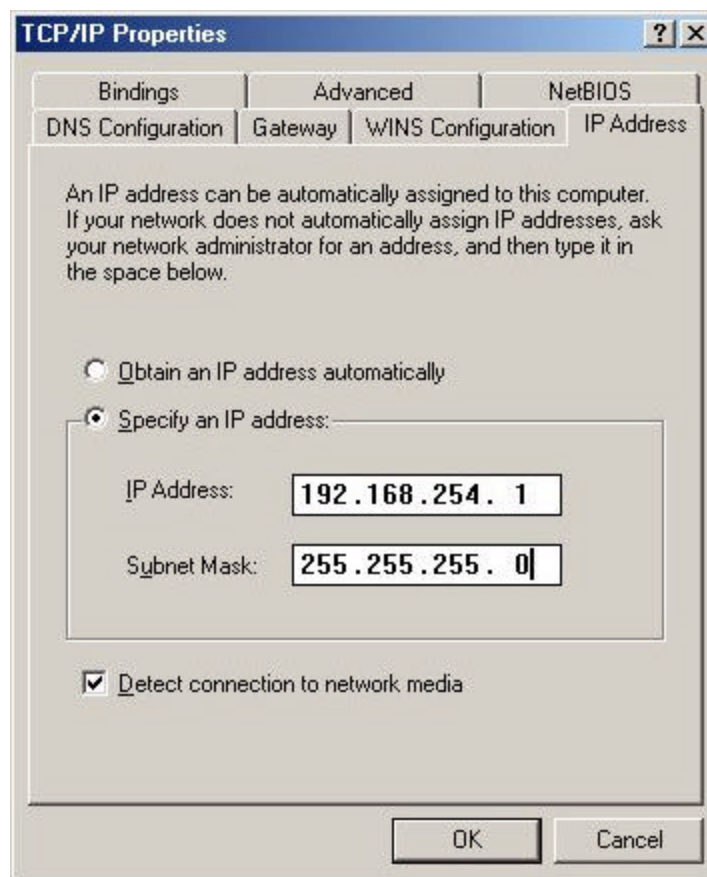 TCP/IP Properties
Bindings Advanced NetBIOS
DNS Configuration Gateway WINS Configuration IP Address
An IP address can be automatically assigned to this computer.
If your network does not automatically assign IP addresses, ask
your network administrator for an address, and then type it in
the space below.
Obtain an IP address automatically
Specify an IP address:
IP Address: 192.168.254. 1
Subnet Mask: 255.255.255. 0
Detect connection to network media
OK Cancel